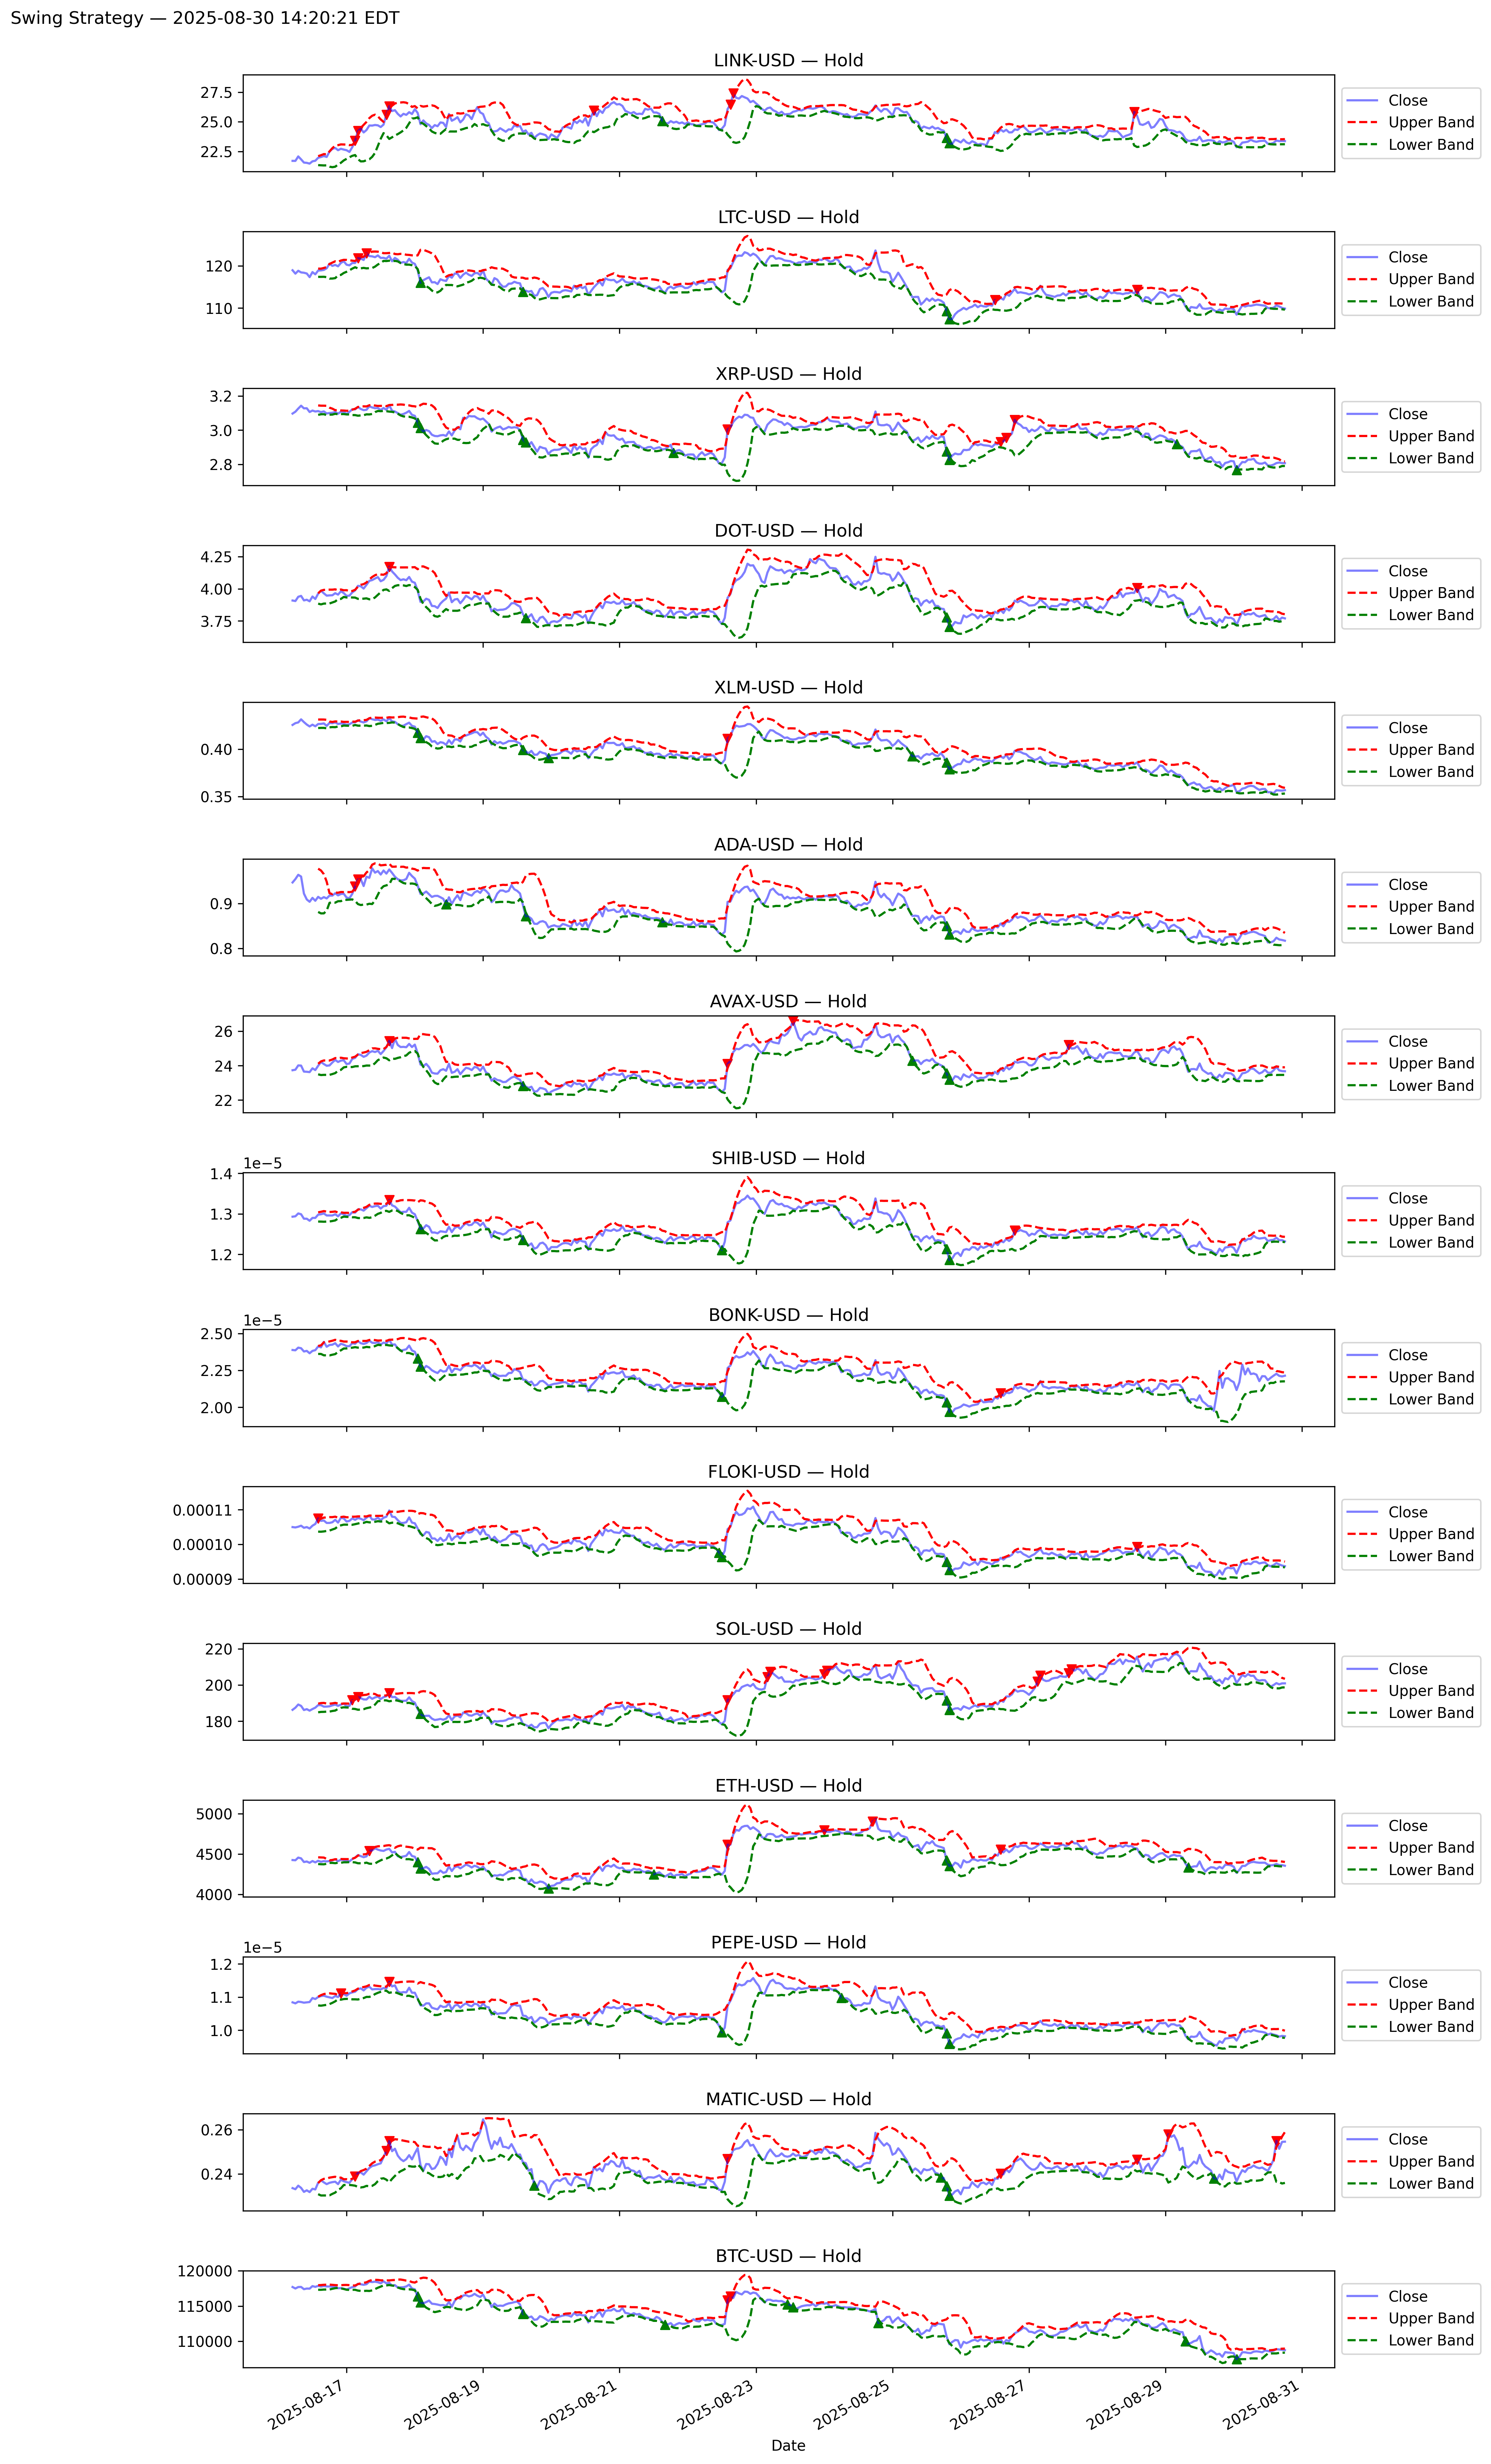 Swing Strategy — 2025-08-30 14:20:21 EDT
LINK-USD — Hold
27.5
25.0
22.5
Close
Upper Band
Lower Band
LTC-USD — Hold
120
110
Close
Upper Band
Lower Band
XRP-USD — Hold
3.2
3.0
2.8
Close
Upper Band
Lower Band
DOT-USD — Hold
4.25
4.00
3.75
Close
Upper Band
Lower Band
XLM-USD — Hold
0.40
0.35
Close
Upper Band
Lower Band
ADA-USD — Hold
0.9
0.8
Close
Upper Band
Lower Band
AVAX-USD — Hold
26
24
22
Close
Upper Band
Lower Band
SHIB-USD — Hold
1e−5
1.4
1.3
1.2
Close
Upper Band
Lower Band
BONK-USD — Hold
1e−5
2.50
2.25
2.00
Close
Upper Band
Lower Band
FLOKI-USD — Hold
0.00011
0.00010
0.00009
Close
Upper Band
Lower Band
SOL-USD — Hold
220
200
180
Close
Upper Band
Lower Band
ETH-USD — Hold
5000
4500
4000
Close
Upper Band
Lower Band
PEPE-USD — Hold
1e−5
1.2
1.1
1.0
Close
Upper Band
Lower Band
MATIC-USD — Hold
0.26
0.24
Close
Upper Band
Lower Band
BTC-USD — Hold
120000
115000
110000
Close
Upper Band
Lower Band
2025-08-17
2025-08-19
2025-08-21
2025-08-23
2025-08-25
2025-08-27
2025-08-29
2025-08-31
Date